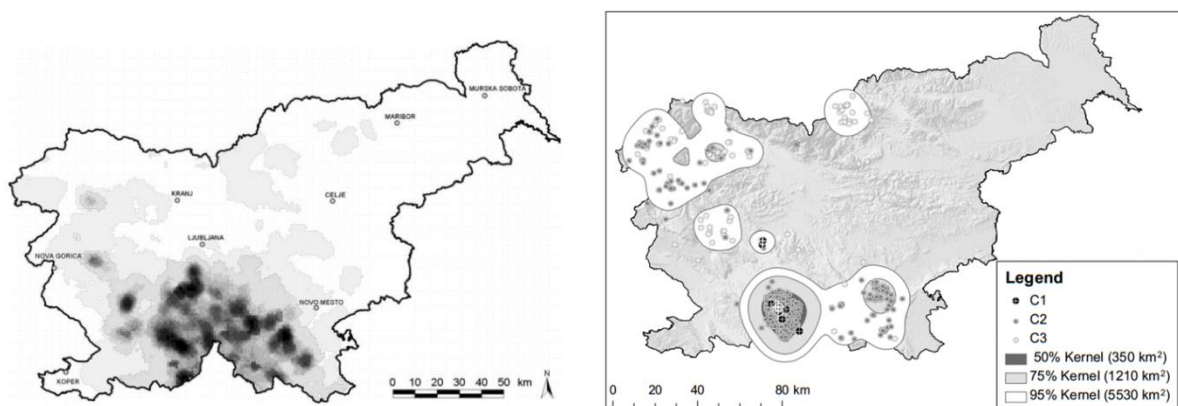 MURSKA SOBOTA
MARIBOR
KRANJ
CELJE
LJUBLJANA
NOVA GORICA
NOVO MESTO
KOPER
0 10 20 30 40 50 km
N
Legend
C1
C2
C3
50% Kernel (350 km²)
75% Kernel (1210 km²)
95% Kernel (5530 km²)
0 20 40 60 80 km